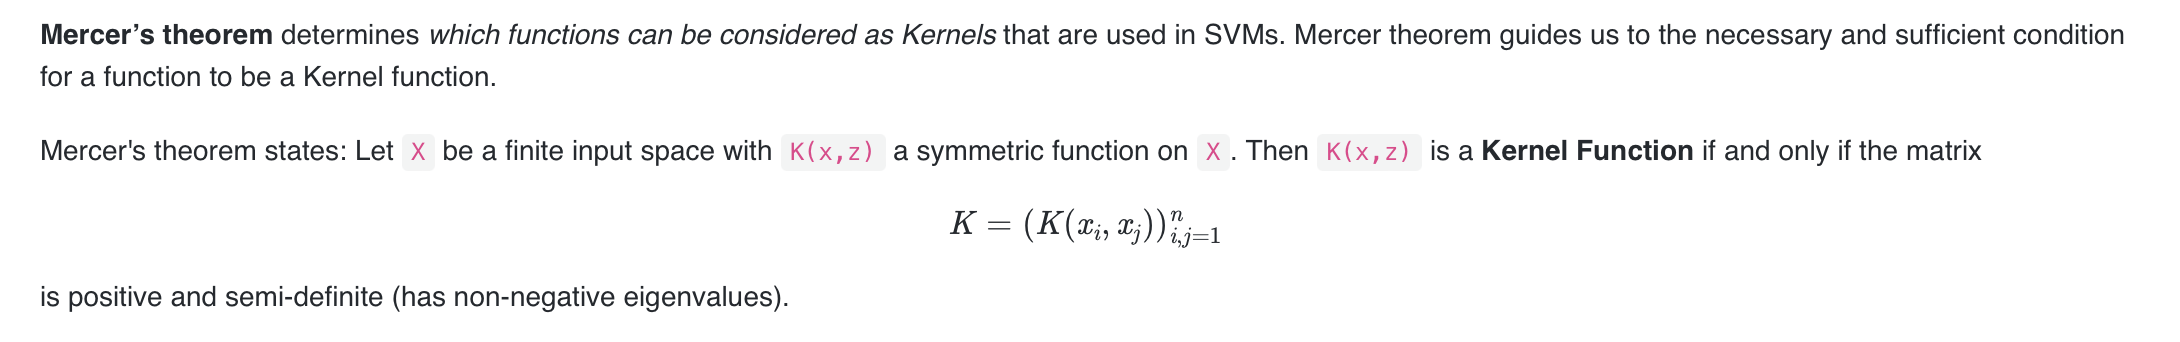 Mercer’s theorem determines which functions can be considered as Kernels that are used in SVMs. Mercer theorem guides us to the necessary and sufficient condition
for a function to be a Kernel function.
Mercer's theorem states: Let X be a finite input space with K(x,z) a symmetric function on X . Then K(x,z) is a Kernel Function if and only if the matrix
K = (K(x_i, x_j))^n_{i,j=1}
is positive and semi-definite (has non-negative eigenvalues).